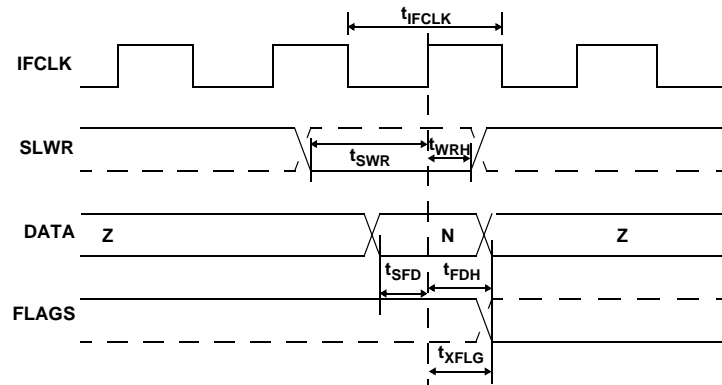 tIFCLK
IFCLK
SLWR
tSWR
tWRH
DATA
Z
N
Z
tSFD
tFDH
FLAGS
tXFLG